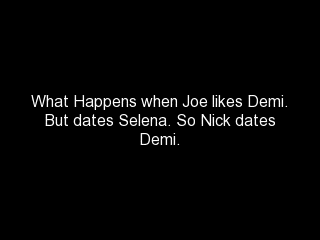 What Happens when Joe likes Demi.
But dates Selena. So Nick dates
Demi.